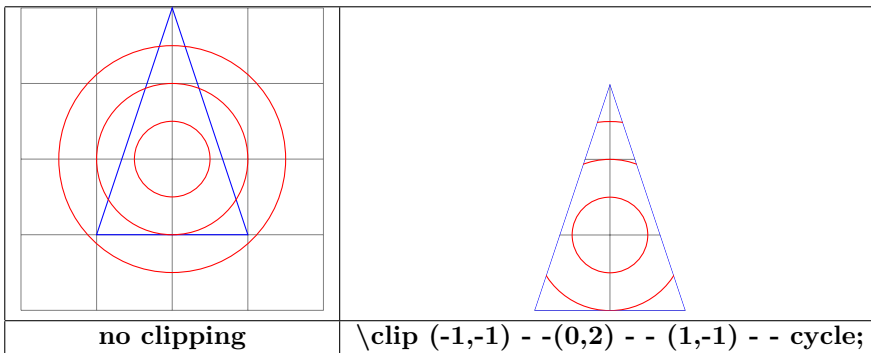 no clipping
\clip (-1,-1) - -(0,2) - - (1,-1) - - cycle;